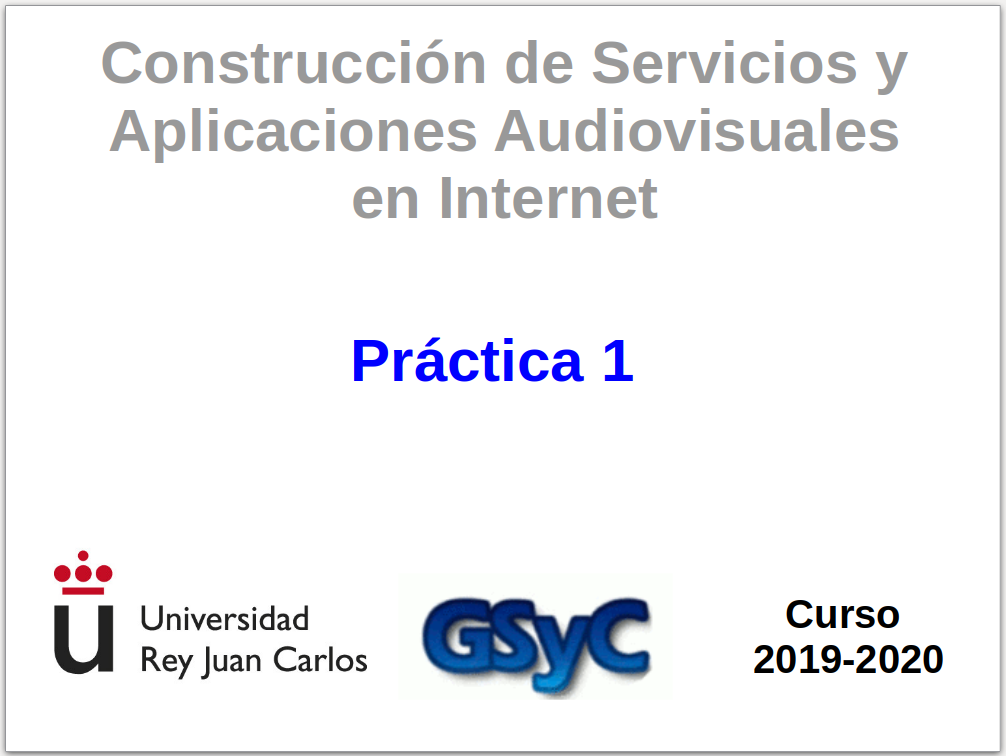 Construcción de Servicios y
Aplicaciones Audiovisuales
en Internet
Práctica 1
Universidad
Rey Juan Carlos
GSyC
Curso
2019-2020